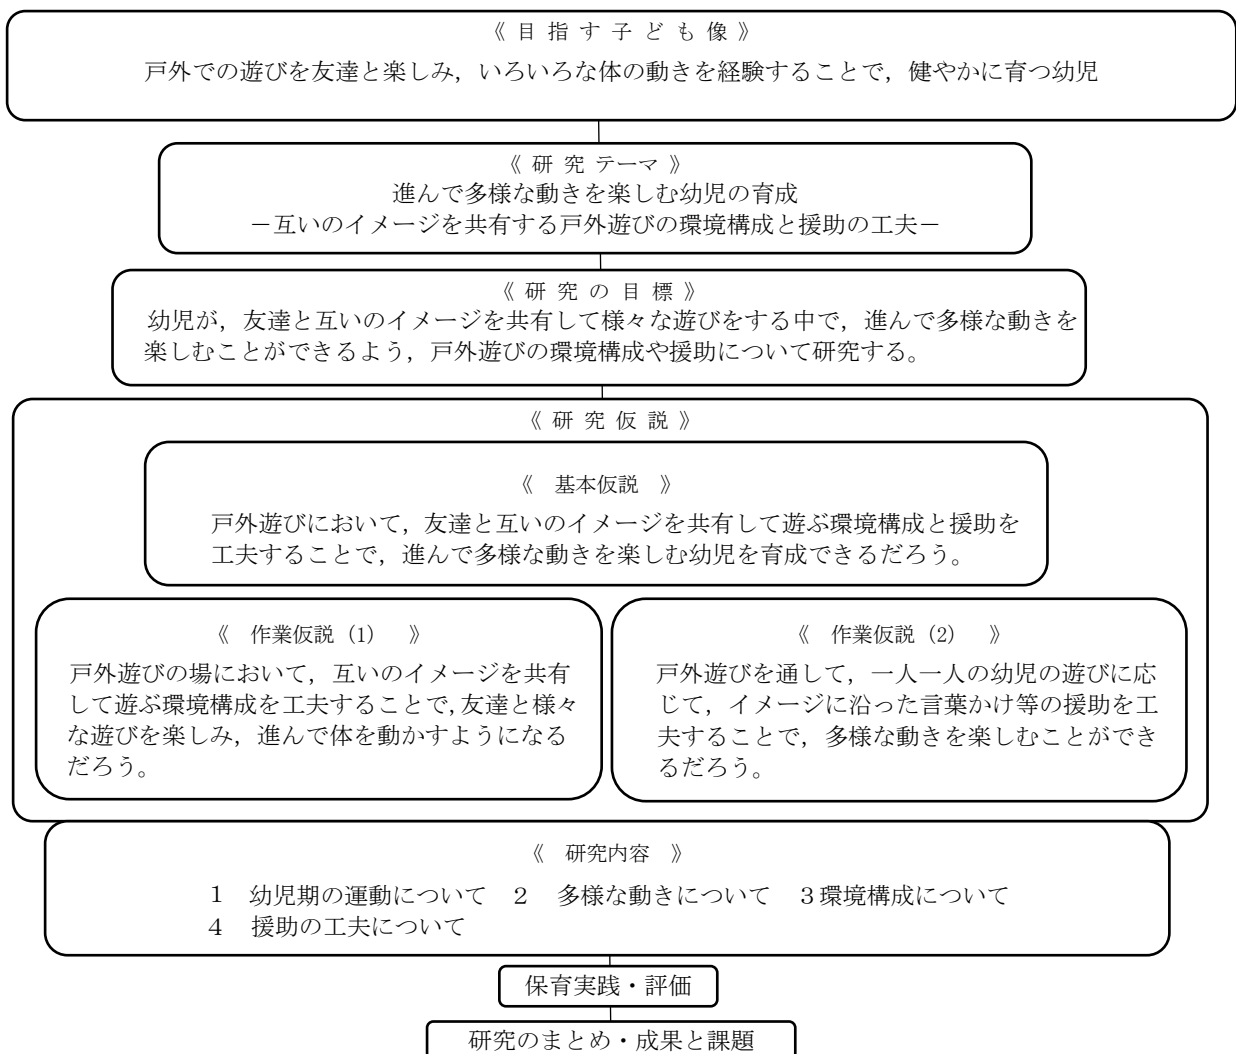 《 目 指 す 子 ど も 像 》
戸外での遊びを友達と楽しみ，いろいろな体の動きを経験することで，健やかに育つ幼児
《 研 究 テーマ 》
進んで多様な動きを楽しむ幼児の育成
－互いのイメージを共有する戸外遊びの環境構成と援助の工夫－
《 研 究 の 目 標 》
幼児が，友達と互いのイメージを共有して様々な遊びをする中で，進んで多様な動きを
楽しむことができるよう，戸外遊びの環境構成や援助について研究する。
《 研 究 仮 説 》
《　基本仮説　》
戸外遊びにおいて，友達と互いのイメージを共有して遊ぶ環境構成と援助を
工夫することで，進んで多様な動きを楽しむ幼児を育成できるだろう。
《　作業仮説（1）　》
戸外遊びの場において，互いのイメージを共有
して遊ぶ環境構成を工夫することで，友達と様々
な遊びを楽しみ，進んで体を動かすようになる
だろう。
《　作業仮説（2）　》
戸外遊びを通して，一人一人の幼児の遊びに応
じて，イメージに沿った言葉かけ等の援助を工
夫することで，多様な動きを楽しむことができ
るだろう。
《　研究内容　》
１　幼児期の運動について　２　多様な動きについて　３環境構成について
４　援助の工夫について
保育実践・評価
研究のまとめ・成果と課題